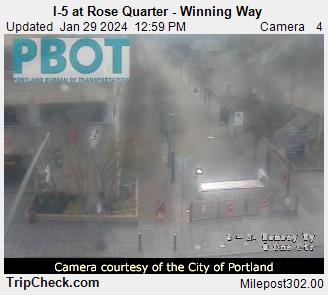 I-5 at Rose Quarter - Winning Way
Updated Jan 29 2024 12:59 PM Camera 4
PBOT
PORTLAND BUREAU OF TRANSPORTATION
Camera courtesy of the City of Portland
TripCheck.com Milepost302.00